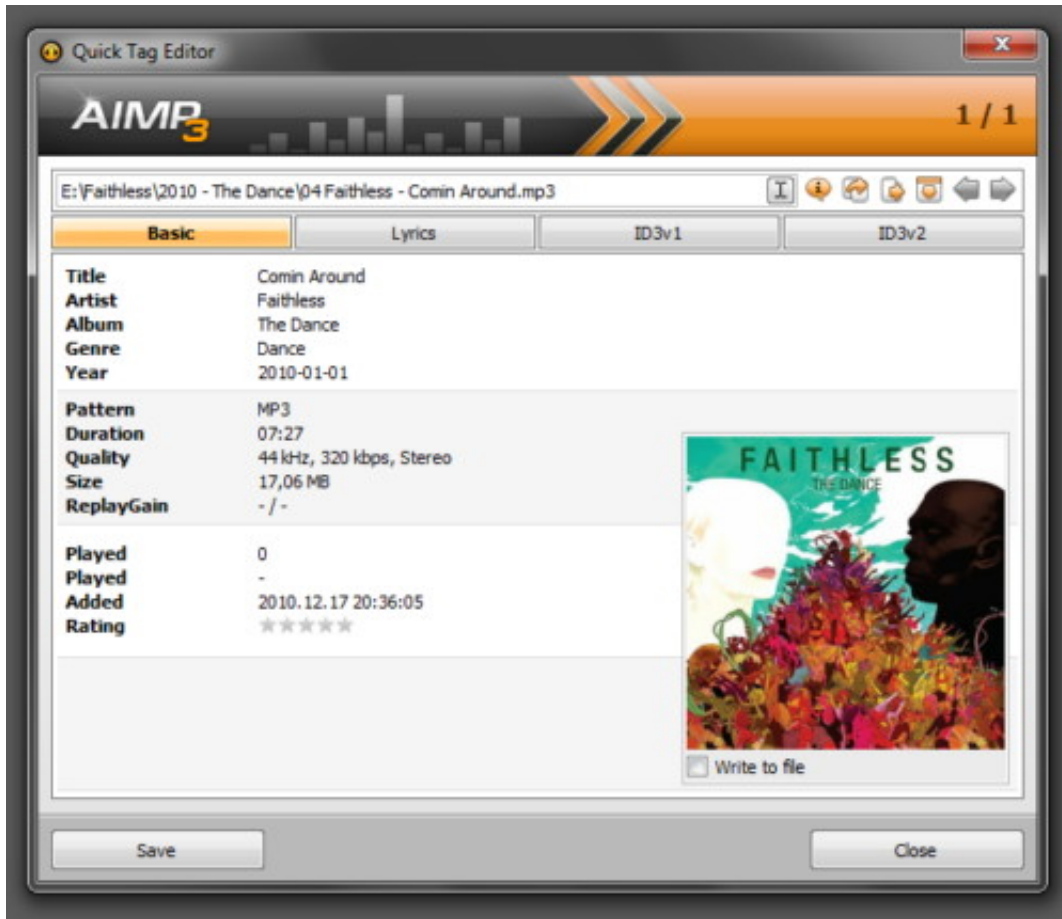 Quick Tag Editor
AIMP3
1 / 1
E:\Faithless\2010 - The Dance\04 Faithless - Comin Around.mp3
Basic Lyrics ID3v1 ID3v2
Title Comin Around
Artist Faithless
Album The Dance
Genre Dance
Year 2010-01-01
Pattern MP3
Duration 07:27
Quality 44 kHz, 320 kbps, Stereo
Size 17,06 MB
ReplayGain - / -
Played 0
Played -
Added 2010.12.17 20:36:05
Rating
FAITHLESS
THE DANCE
Write to file
Save Close